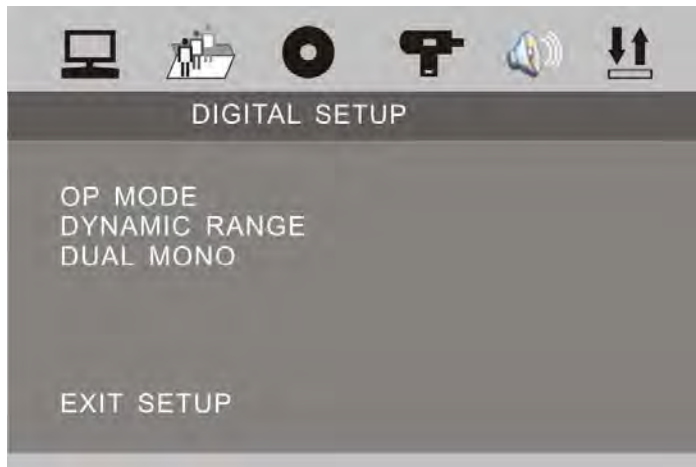 DIGITAL SETUP
OP MODE
DYNAMIC RANGE
DUAL MONO
EXIT SETUP